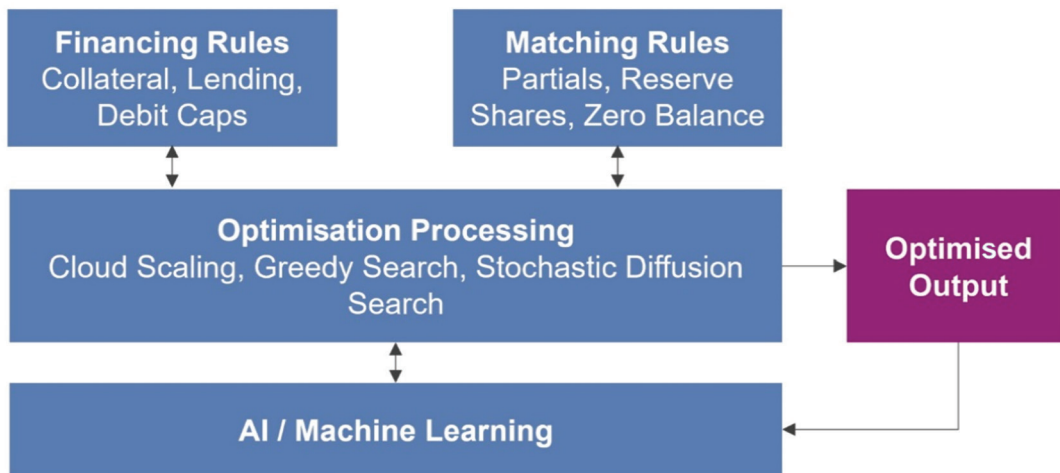 Financing Rules
Collateral, Lending,
Debit Caps
Matching Rules
Partials, Reserve
Shares, Zero Balance
Optimisation Processing
Cloud Scaling, Greedy Search, Stochastic Diffusion
Search
Optimised
Output
AI / Machine Learning